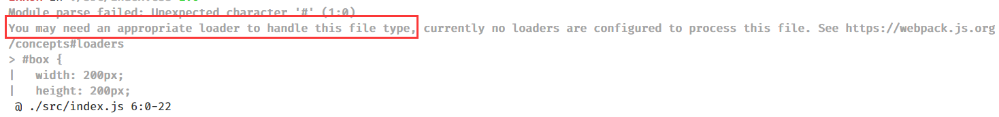 Module parse failed: Unexpected character '#' (1:0)
You may need an appropriate loader to handle this file type, currently no loaders are configured to process this file. See https://webpack.js.org
/concepts#loaders
> #box {
|   width: 200px;
|   height: 200px;
@ ./src/index.js 6:0-22